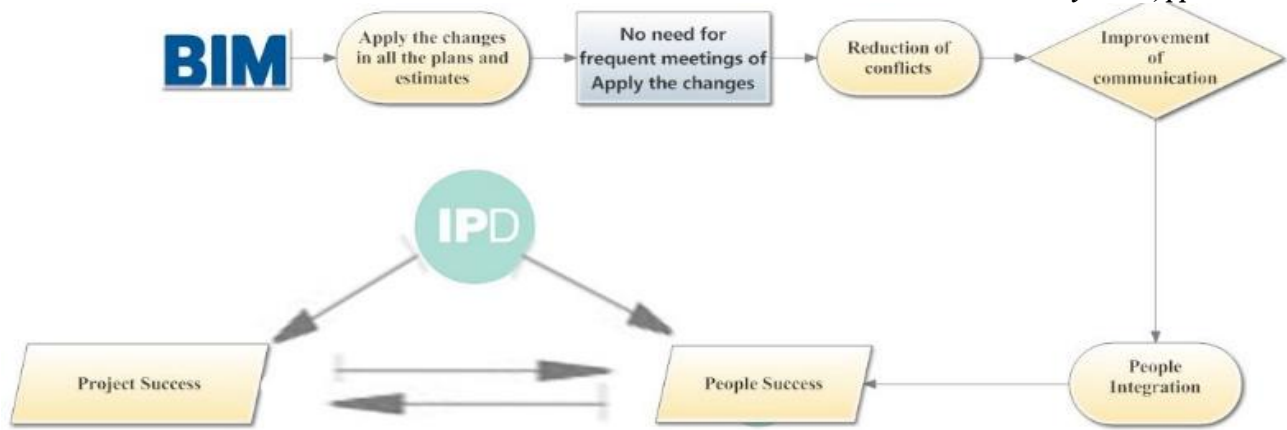 BIM
Apply the changes
in all the plans and
estimates
No need for
frequent meetings of
Apply the changes
Reduction of
conflicts
Improvement
of
communication
IPD
Project Success
People Success
People
Integration